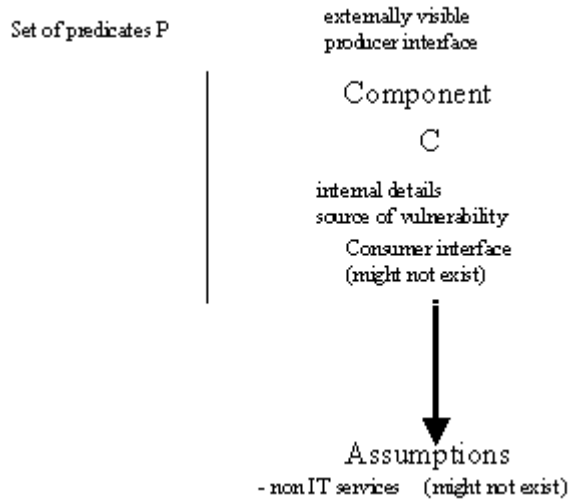 Set of predicates P
externally visible
producer interface
Component
C
internal details
source of vulnerability
Consumer interface
(might not exist)
Assumptions
- non IT services (might not exist)